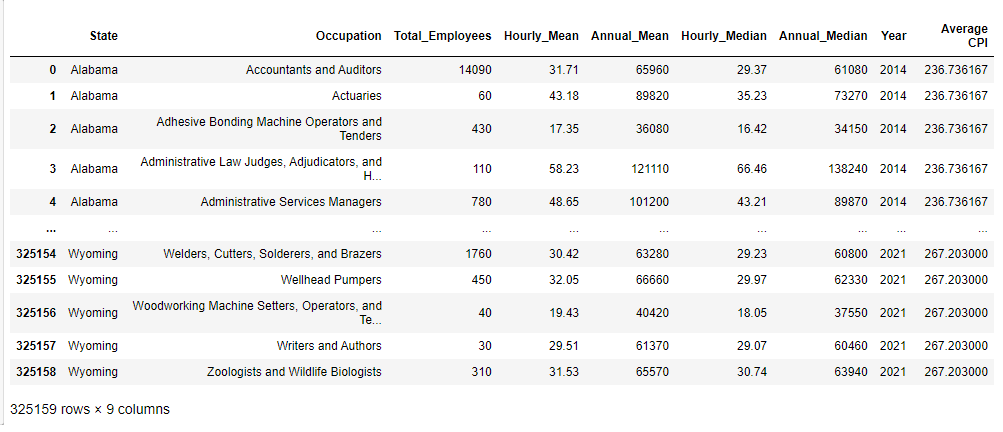 State Occupation Total_Employees Hourly_Mean Annual_Mean Hourly_Median Annual_Median Year Average CPI
0 Alabama Accountants and Auditors 14090 31.71 65960 29.37 61080 2014 236.736167
1 Alabama Actuaries 60 43.18 89820 35.23 73270 2014 236.736167
2 Alabama Adhesive Bonding Machine Operators and Tenders 430 17.35 36080 16.42 34150 2014 236.736167
3 Alabama Administrative Law Judges, Adjudicators, and H... 110 58.23 121110 66.46 138240 2014 236.736167
4 Alabama Administrative Services Managers 780 48.65 101200 43.21 89870 2014 236.736167
... ... ... ... ... ... ... ... ... ...
325154 Wyoming Welders, Cutters, Solderers, and Brazers 1760 30.42 63280 29.23 60800 2021 267.203000
325155 Wyoming Wellhead Pumpers 450 32.05 66660 29.97 62330 2021 267.203000
325156 Wyoming Woodworking Machine Setters, Operators, and Te... 40 19.43 40420 18.05 37550 2021 267.203000
325157 Wyoming Writers and Authors 30 29.51 61370 29.07 60460 2021 267.203000
325158 Wyoming Zoologists and Wildlife Biologists 310 31.53 65570 30.74 63940 2021 267.203000
325159 rows × 9 columns